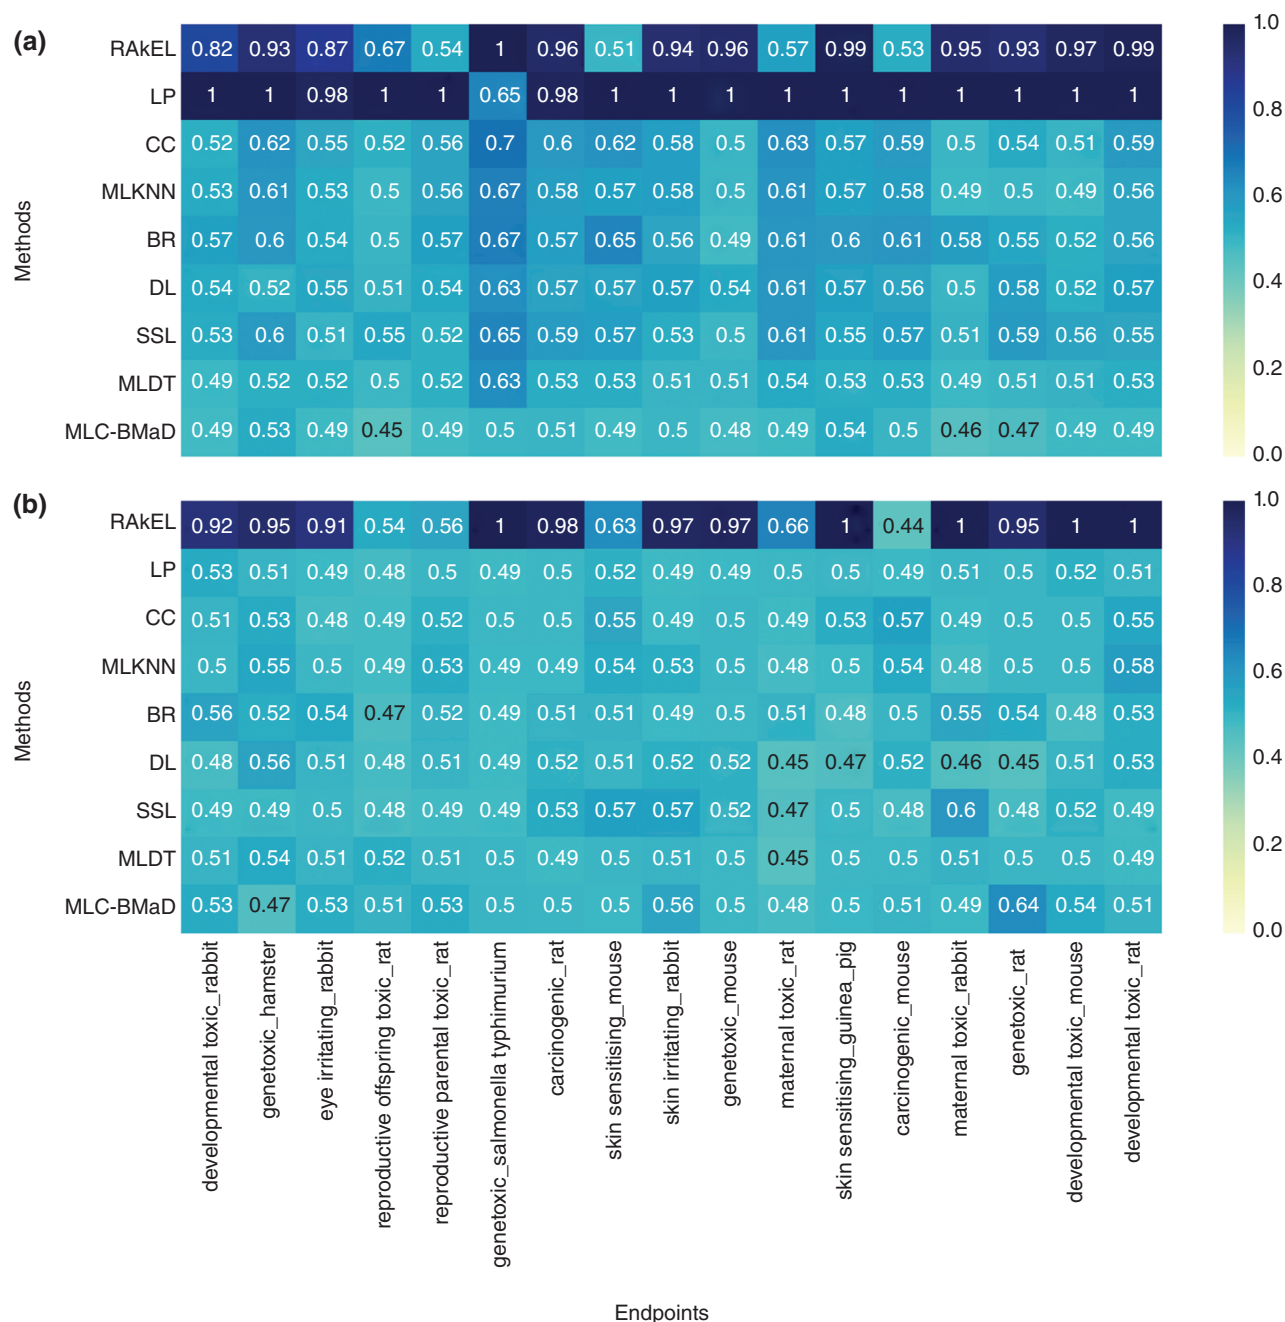 (a)
Methods
RAkEL 0.82 0.93 0.87 0.67 0.54 1 0.96 0.51 0.94 0.96 0.57 0.99 0.53 0.95 0.93 0.97 0.99
LP 1 1 0.98 1 1 0.65 0.98 1 1 1 1 1 1 1 1 1 1
CC 0.52 0.62 0.55 0.52 0.56 0.7 0.6 0.62 0.58 0.5 0.63 0.57 0.59 0.5 0.54 0.51 0.59
MLKNN 0.53 0.61 0.53 0.5 0.56 0.67 0.58 0.57 0.58 0.5 0.61 0.57 0.58 0.49 0.5 0.49 0.56
BR 0.57 0.6 0.54 0.5 0.57 0.67 0.57 0.65 0.56 0.49 0.61 0.6 0.61 0.58 0.55 0.52 0.56
DL 0.54 0.52 0.55 0.51 0.54 0.63 0.57 0.57 0.57 0.54 0.61 0.57 0.56 0.5 0.58 0.52 0.57
SSL 0.53 0.6 0.51 0.55 0.52 0.65 0.59 0.57 0.53 0.5 0.61 0.55 0.57 0.51 0.59 0.56 0.55
MLDT 0.49 0.52 0.52 0.5 0.52 0.63 0.53 0.53 0.51 0.51 0.54 0.53 0.53 0.49 0.51 0.51 0.53
MLC-BMaD 0.49 0.53 0.49 0.45 0.49 0.5 0.51 0.49 0.5 0.48 0.49 0.54 0.5 0.46 0.47 0.49 0.49
1.0
0.8
0.6
0.4
0.2
0.0
(b)
Methods
RAkEL 0.92 0.95 0.91 0.54 0.56 1 0.98 0.63 0.97 0.97 0.66 1 0.44 1 0.95 1 1
LP 0.53 0.51 0.49 0.48 0.5 0.49 0.5 0.52 0.49 0.49 0.5 0.5 0.49 0.51 0.5 0.52 0.51
CC 0.51 0.53 0.48 0.49 0.52 0.5 0.5 0.55 0.49 0.5 0.49 0.53 0.57 0.49 0.5 0.5 0.55
MLKNN 0.5 0.55 0.5 0.49 0.53 0.49 0.49 0.54 0.53 0.5 0.48 0.5 0.54 0.48 0.5 0.5 0.58
BR 0.56 0.52 0.54 0.47 0.52 0.49 0.51 0.51 0.49 0.5 0.51 0.48 0.5 0.55 0.54 0.48 0.53
DL 0.48 0.56 0.51 0.48 0.51 0.49 0.52 0.51 0.52 0.52 0.45 0.47 0.52 0.46 0.45 0.51 0.53
SSL 0.49 0.49 0.5 0.48 0.49 0.49 0.53 0.57 0.57 0.52 0.47 0.5 0.48 0.6 0.48 0.52 0.49
MLDT 0.51 0.54 0.51 0.52 0.51 0.5 0.49 0.5 0.51 0.5 0.45 0.5 0.5 0.51 0.5 0.5 0.49
MLC-BMaD 0.53 0.47 0.53 0.51 0.53 0.5 0.5 0.5 0.56 0.5 0.48 0.5 0.51 0.49 0.64 0.54 0.51
1.0
0.8
0.6
0.4
0.2
0.0
developmental toxic_rabbit
genetoxic_hamster
eye irritating_rabbit
reproductive offspring toxic_rat
reproductive parental toxic_rat
genetoxic_salmonella typhimurium
carcinogenic_rat
skin sensitising_mouse
skin irritating_rabbit
genetoxic_mouse
maternal toxic_rat
skin sensitising_guinea_pig
carcinogenic_mouse
maternal toxic_rabbit
genetoxic_rat
developmental toxic_mouse
developmental toxic_rat
Endpoints